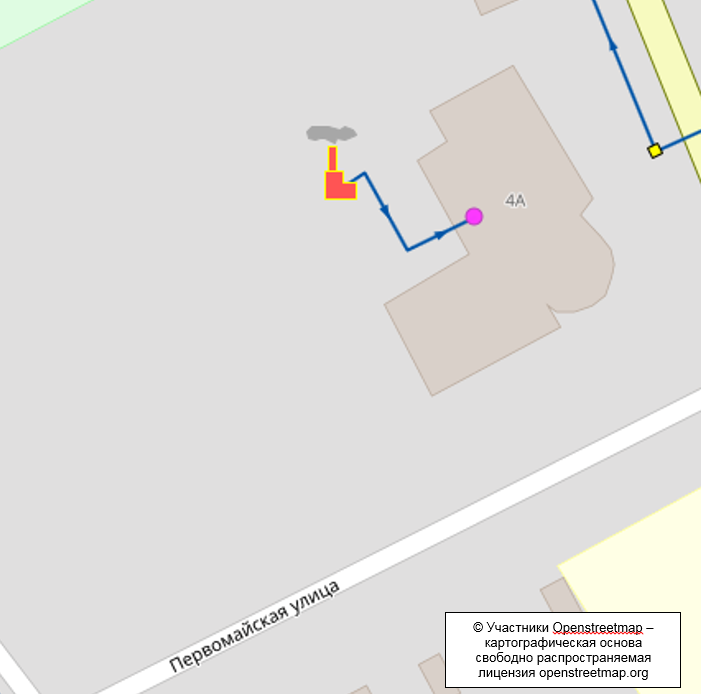 4А
Первомайская улица
© Участники Openstreetmap –
картографическая основа
свободно распространяемая
лицензия openstreetmap.org